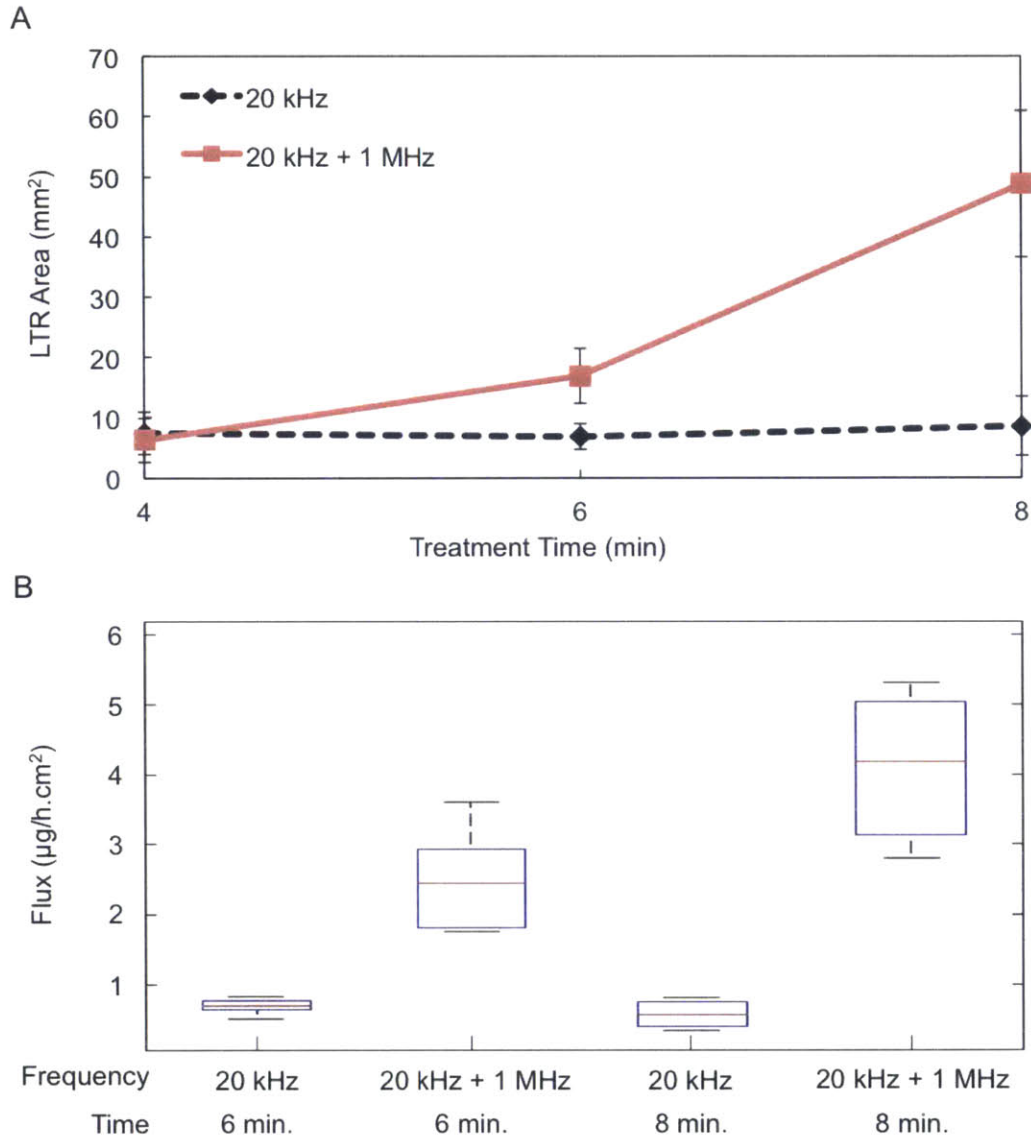 A
70
60
50
40
30
20
10
0
LTR Area (mm²)
20 kHz
20 kHz + 1 MHz
4 6 8
Treatment Time (min)
B
6
5
4
3
2
1
Flux (µg/h.cm²)
Frequency 20 kHz 20 kHz + 1 MHz 20 kHz 20 kHz + 1 MHz
Time 6 min. 6 min. 8 min. 8 min.